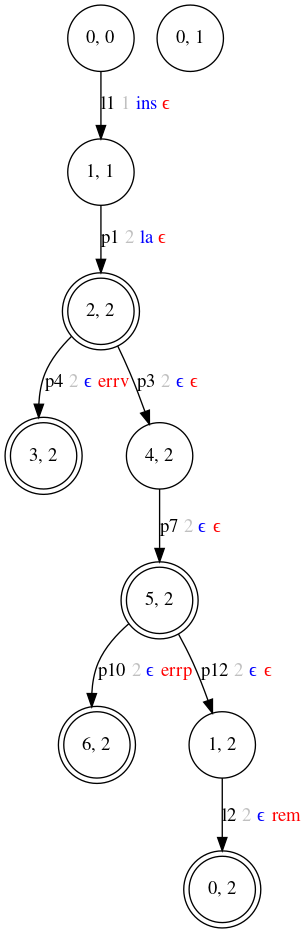 0, 0
0, 1
l1 1 ins ϵ
1, 1
p1 2 la ϵ
2, 2
p4 2 ϵ errv
p3 2 ϵ ϵ
3, 2
4, 2
p7 2 ϵ ϵ
5, 2
p10 2 ϵ errp
p12 2 ϵ ϵ
6, 2
1, 2
l2 2 ϵ rem
0, 2